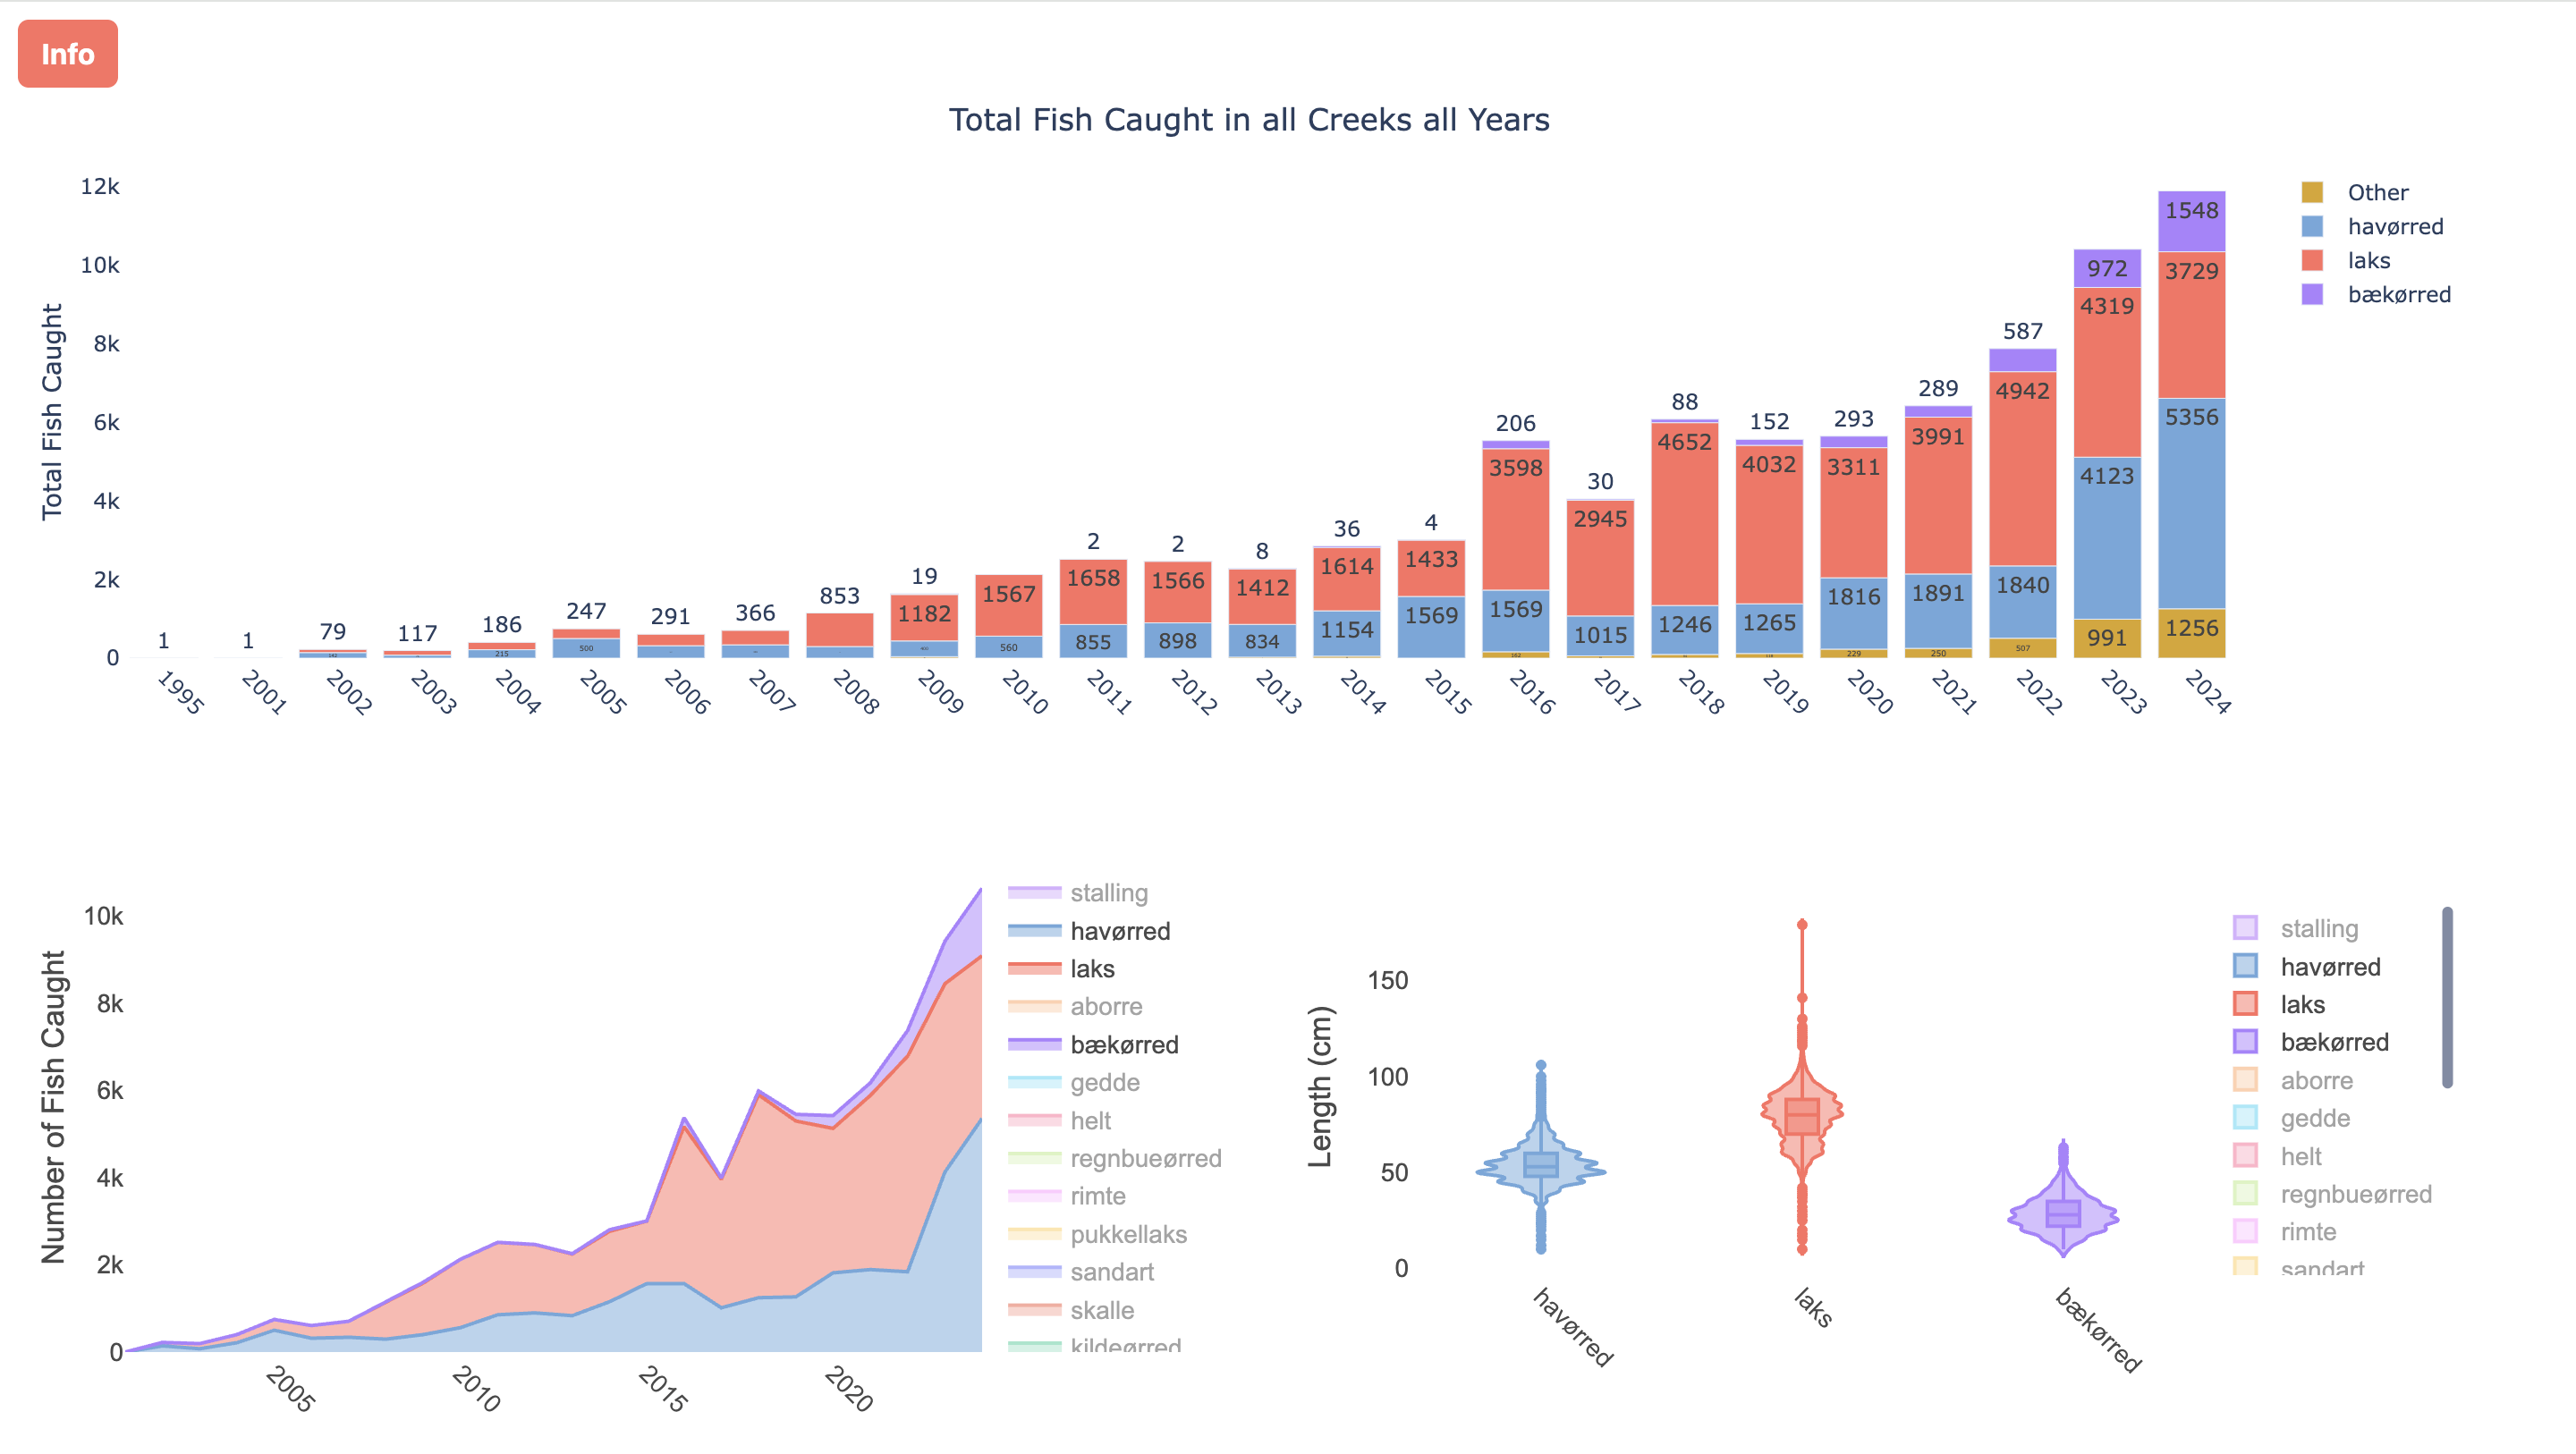 Info
Total Fish Caught in all Creeks all Years
Total Fish Caught
12k
10k
8k
6k
4k
2k
0
1
1
79
142
117
186
215
247
500
291
366
853
19
1182
400
1567
560
2
1658
855
2
1566
898
8
1412
834
36
1614
1154
4
1433
1569
206
3598
1569
162
30
2945
1015
88
4652
1246
152
4032
1265
293
3311
1816
229
289
3991
1891
250
587
4942
1840
507
972
4319
4123
991
1548
3729
5356
1256
1995
2001
2002
2003
2004
2005
2006
2007
2008
2009
2010
2011
2012
2013
2014
2015
2016
2017
2018
2019
2020
2021
2022
2023
2024
Other
havørred
laks
bækørred
Number of Fish Caught
10k
8k
6k
4k
2k
0
2005
2010
2015
2020
stalling
havørred
laks
aborre
bækørred
gedde
helt
regnbueørred
rimte
pukkellaks
sandart
skalle
kildeørred
Length (cm)
150
100
50
0
havørred
laks
bækørred
stalling
havørred
laks
bækørred
aborre
gedde
helt
regnbueørred
rimte
sandart